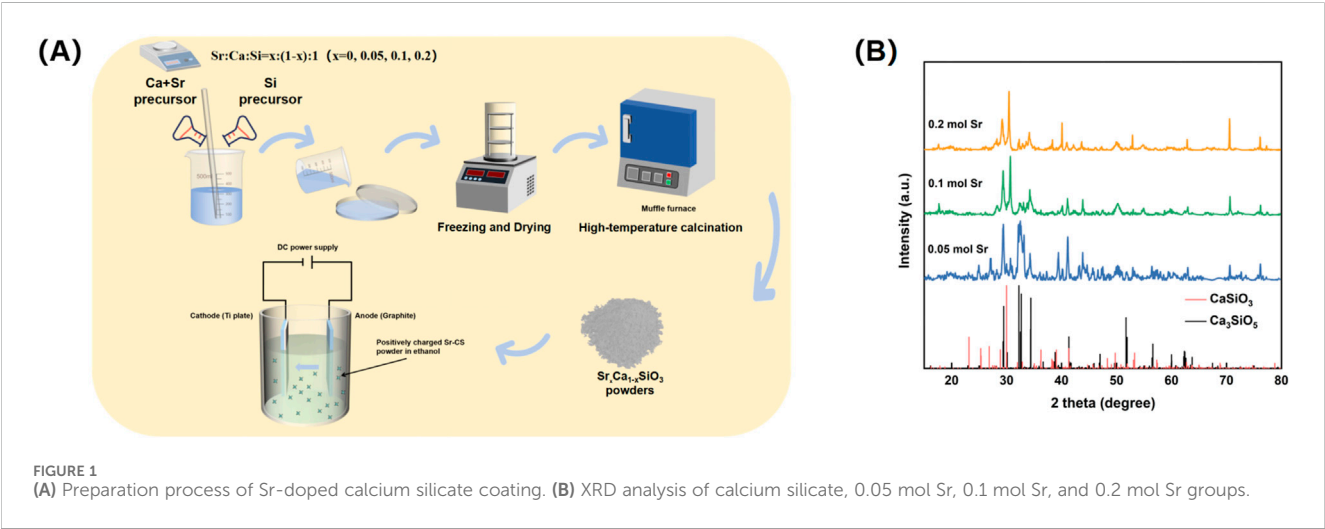 (A)
Sr:Ca:Si=x:(1-x):1 (x=0, 0.05, 0.1, 0.2)
Ca+Sr
precursor
Si
precursor
500ml
Freezing and Drying
Muffle furnace
High-temperature calcination
DC power supply
Cathode (Ti plate)
Anode (Graphite)
Positively charged Sr-CS
powder in ethanol
SrₓCa₁₋ₓSiO₃
powders
(B)
Intensity (a.u.)
0.2 mol Sr
0.1 mol Sr
0.05 mol Sr
CaSiO₃
Ca₃SiO₅
20 30 40 50 60 70 80
2 theta (degree)
FIGURE 1
(A) Preparation process of Sr-doped calcium silicate coating. (B) XRD analysis of calcium silicate, 0.05 mol Sr, 0.1 mol Sr, and 0.2 mol Sr groups.